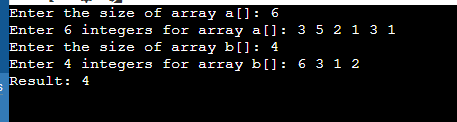 Enter the size of array a[]: 6
Enter 6 integers for array a[]: 3 5 2 1 3 1
Enter the size of array b[]: 4
Enter 4 integers for array b[]: 6 3 1 2
Result: 4